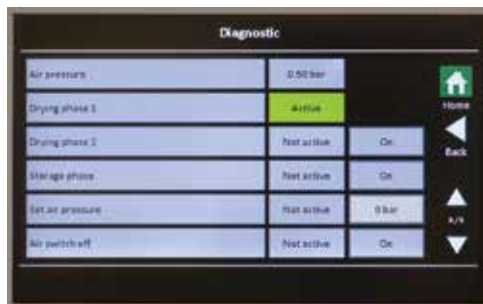 Diagnostic
Air pressure 0.50 bar
Drying phase 1 Active
Home
Drying phase 2 Not active On
Back
Storage phase Not active On
Set air pressure Not active 0 bar
Air switch off Not active On